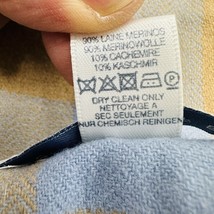 90% LAINE MERINOS
90% MERINOWOLLE
10% CACHEMIRE
10% KASCHMIR
P
DRY CLEAN ONLY
NETTOYAGE A
SEC SEULEMENT
NUR CHEMISCH REINIGEN